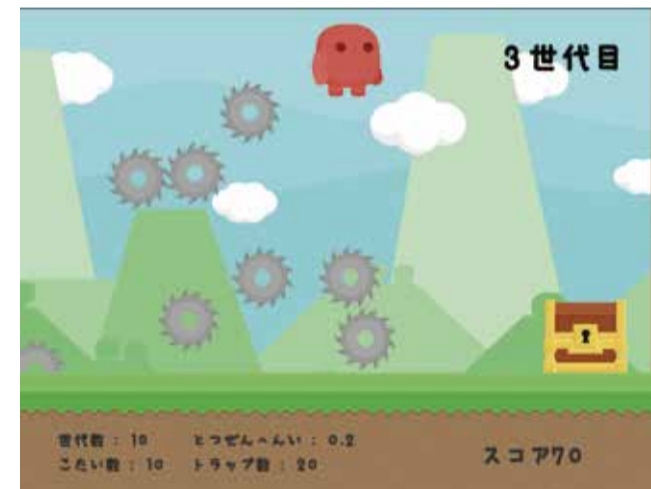 3世代目
世代数 : 10 とつぜんへんい : 0.2
こたい数 : 10 トラップ数 : 20
スコア70